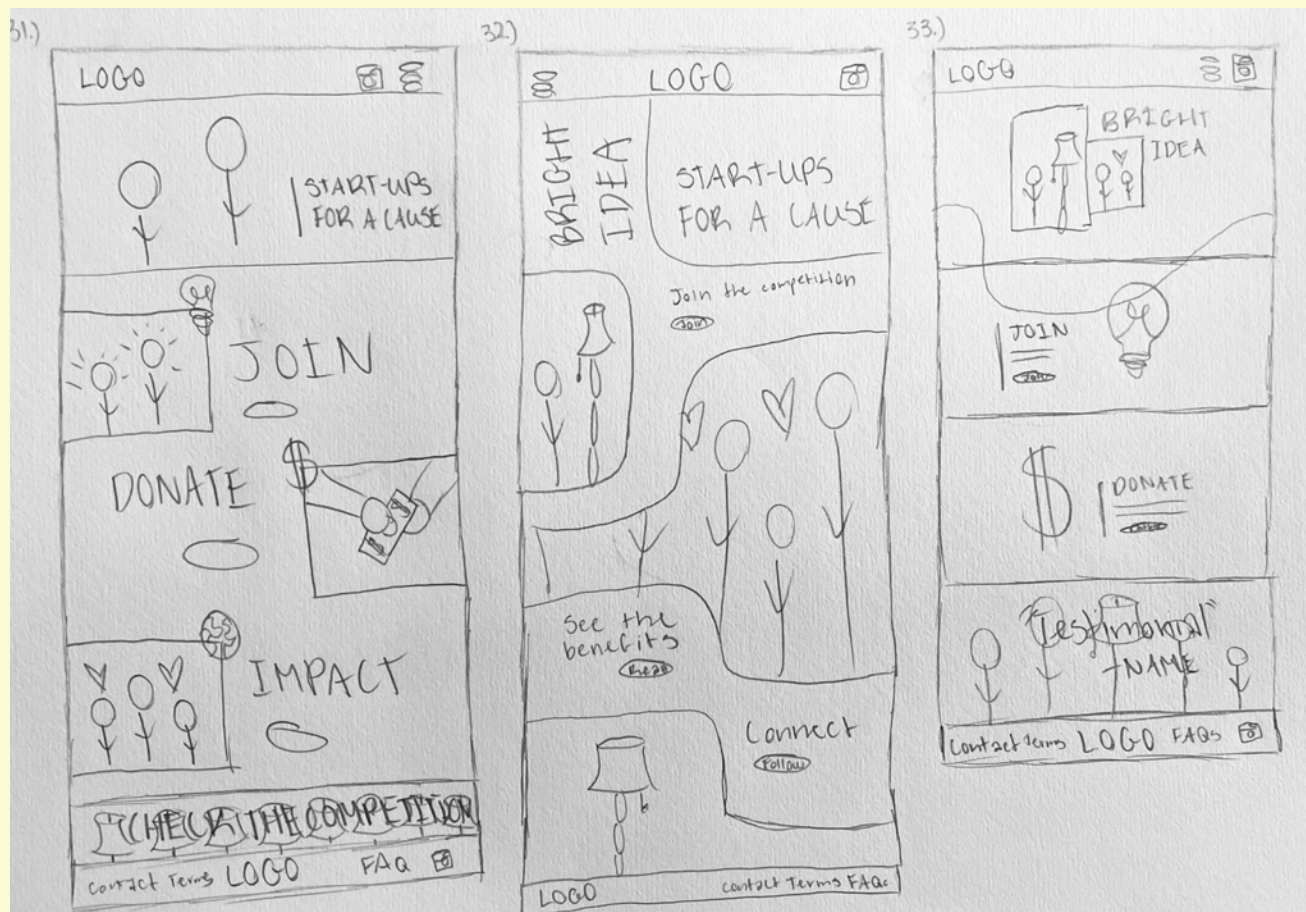 31.)
LOGO
START-UPS
FOR A CAUSE
JOIN
DONATE
$
IMPACT
CHECK THE COMPETITION
Contact Terms LOGO FAQ
32.)
LOGO
BRIGHT
IDEA
START-UPS
FOR A CAUSE
Join the competition
Join
See the
benefits
Read
Connect
Follow
LOGO Contact Terms FAQs
33.)
LOGO
BRIGHT
IDEA
JOIN
Join
$
DONATE
"Testimonial"
-NAME
Contact Terms LOGO FAQs